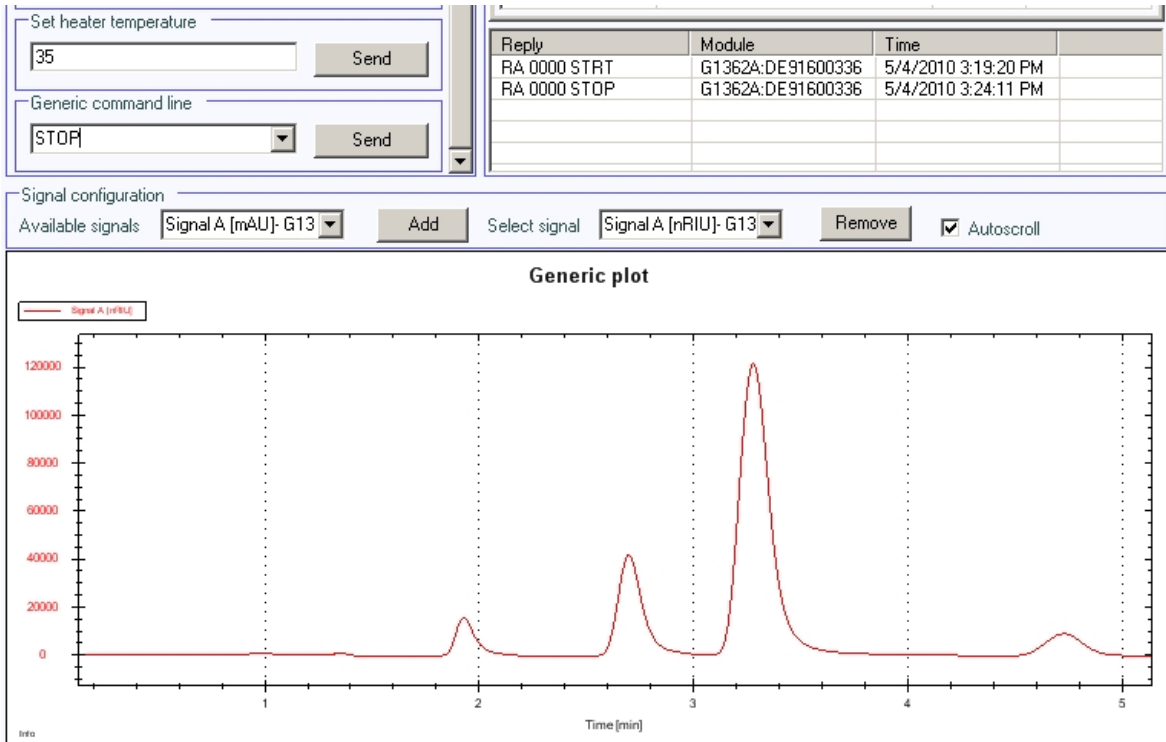 Set heater temperature
35 Send
Generic command line
STOP Send
Reply Module Time
RA 0000 STRT G1362A:DE91600336 5/4/2010 3:19:20 PM
RA 0000 STOP G1362A:DE91600336 5/4/2010 3:24:11 PM
Signal configuration
Available signals Signal A [mAU]- G13 Add Select signal Signal A [nRIU]- G13 Remove Autoscroll
Generic plot
Signal A [nRIU]
120000
100000
80000
60000
40000
20000
0
1 2 3 4 5
Time [min]
Info